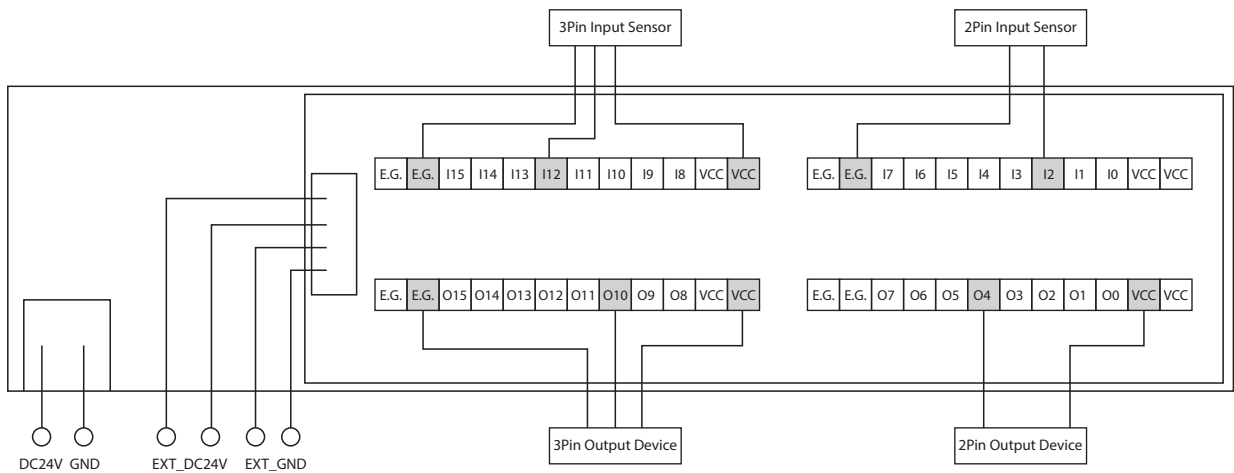 3Pin Input Sensor
2Pin Input Sensor
E.G. E.G. I15 I14 I13 I12 I11 I10 I9 I8 VCC VCC
E.G. E.G. I7 I6 I5 I4 I3 I2 I1 I0 VCC VCC
E.G. E.G. O15 O14 O13 O12 O11 O10 O9 O8 VCC VCC
E.G. E.G. O7 O6 O5 O4 O3 O2 O1 O0 VCC VCC
3Pin Output Device
2Pin Output Device
DC24V GND EXT_DC24V EXT_GND